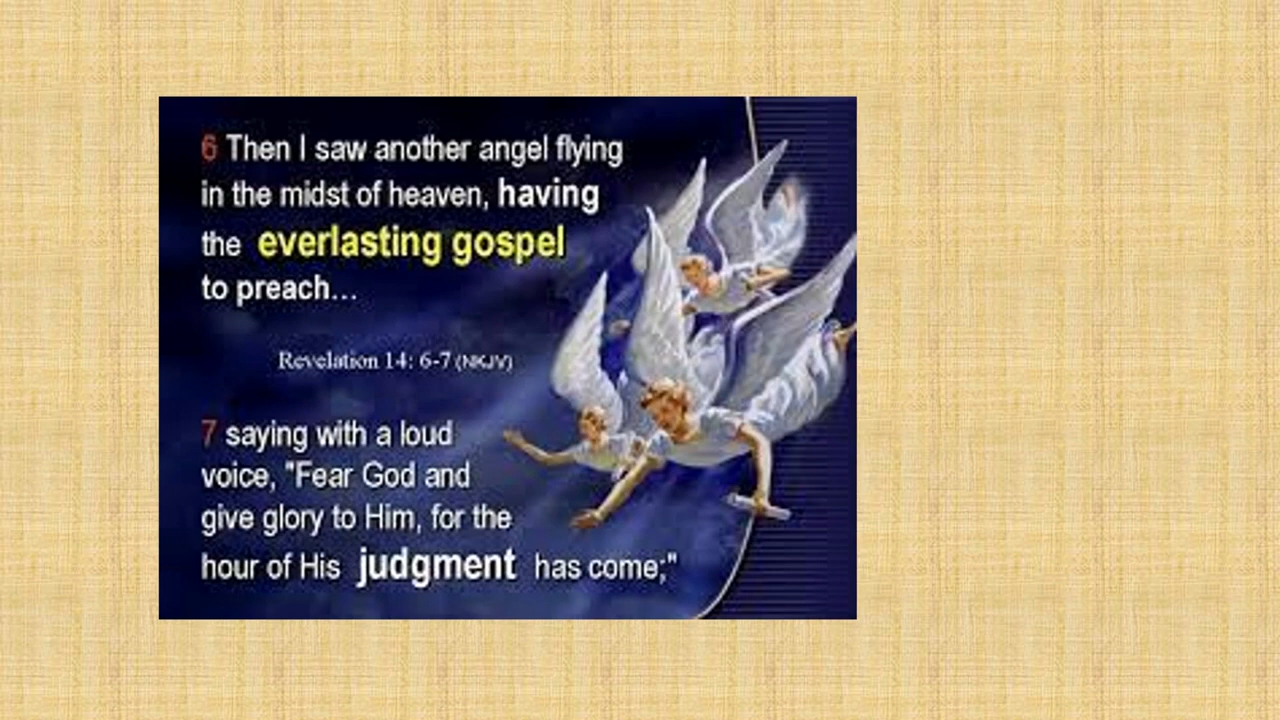 6 Then I saw another angel flying
in the midst of heaven, having
the everlasting gospel
to preach...
Revelation 14: 6-7 (NKJV)
7 saying with a loud
voice, "Fear God and
give glory to Him, for the
hour of His judgment has come;"